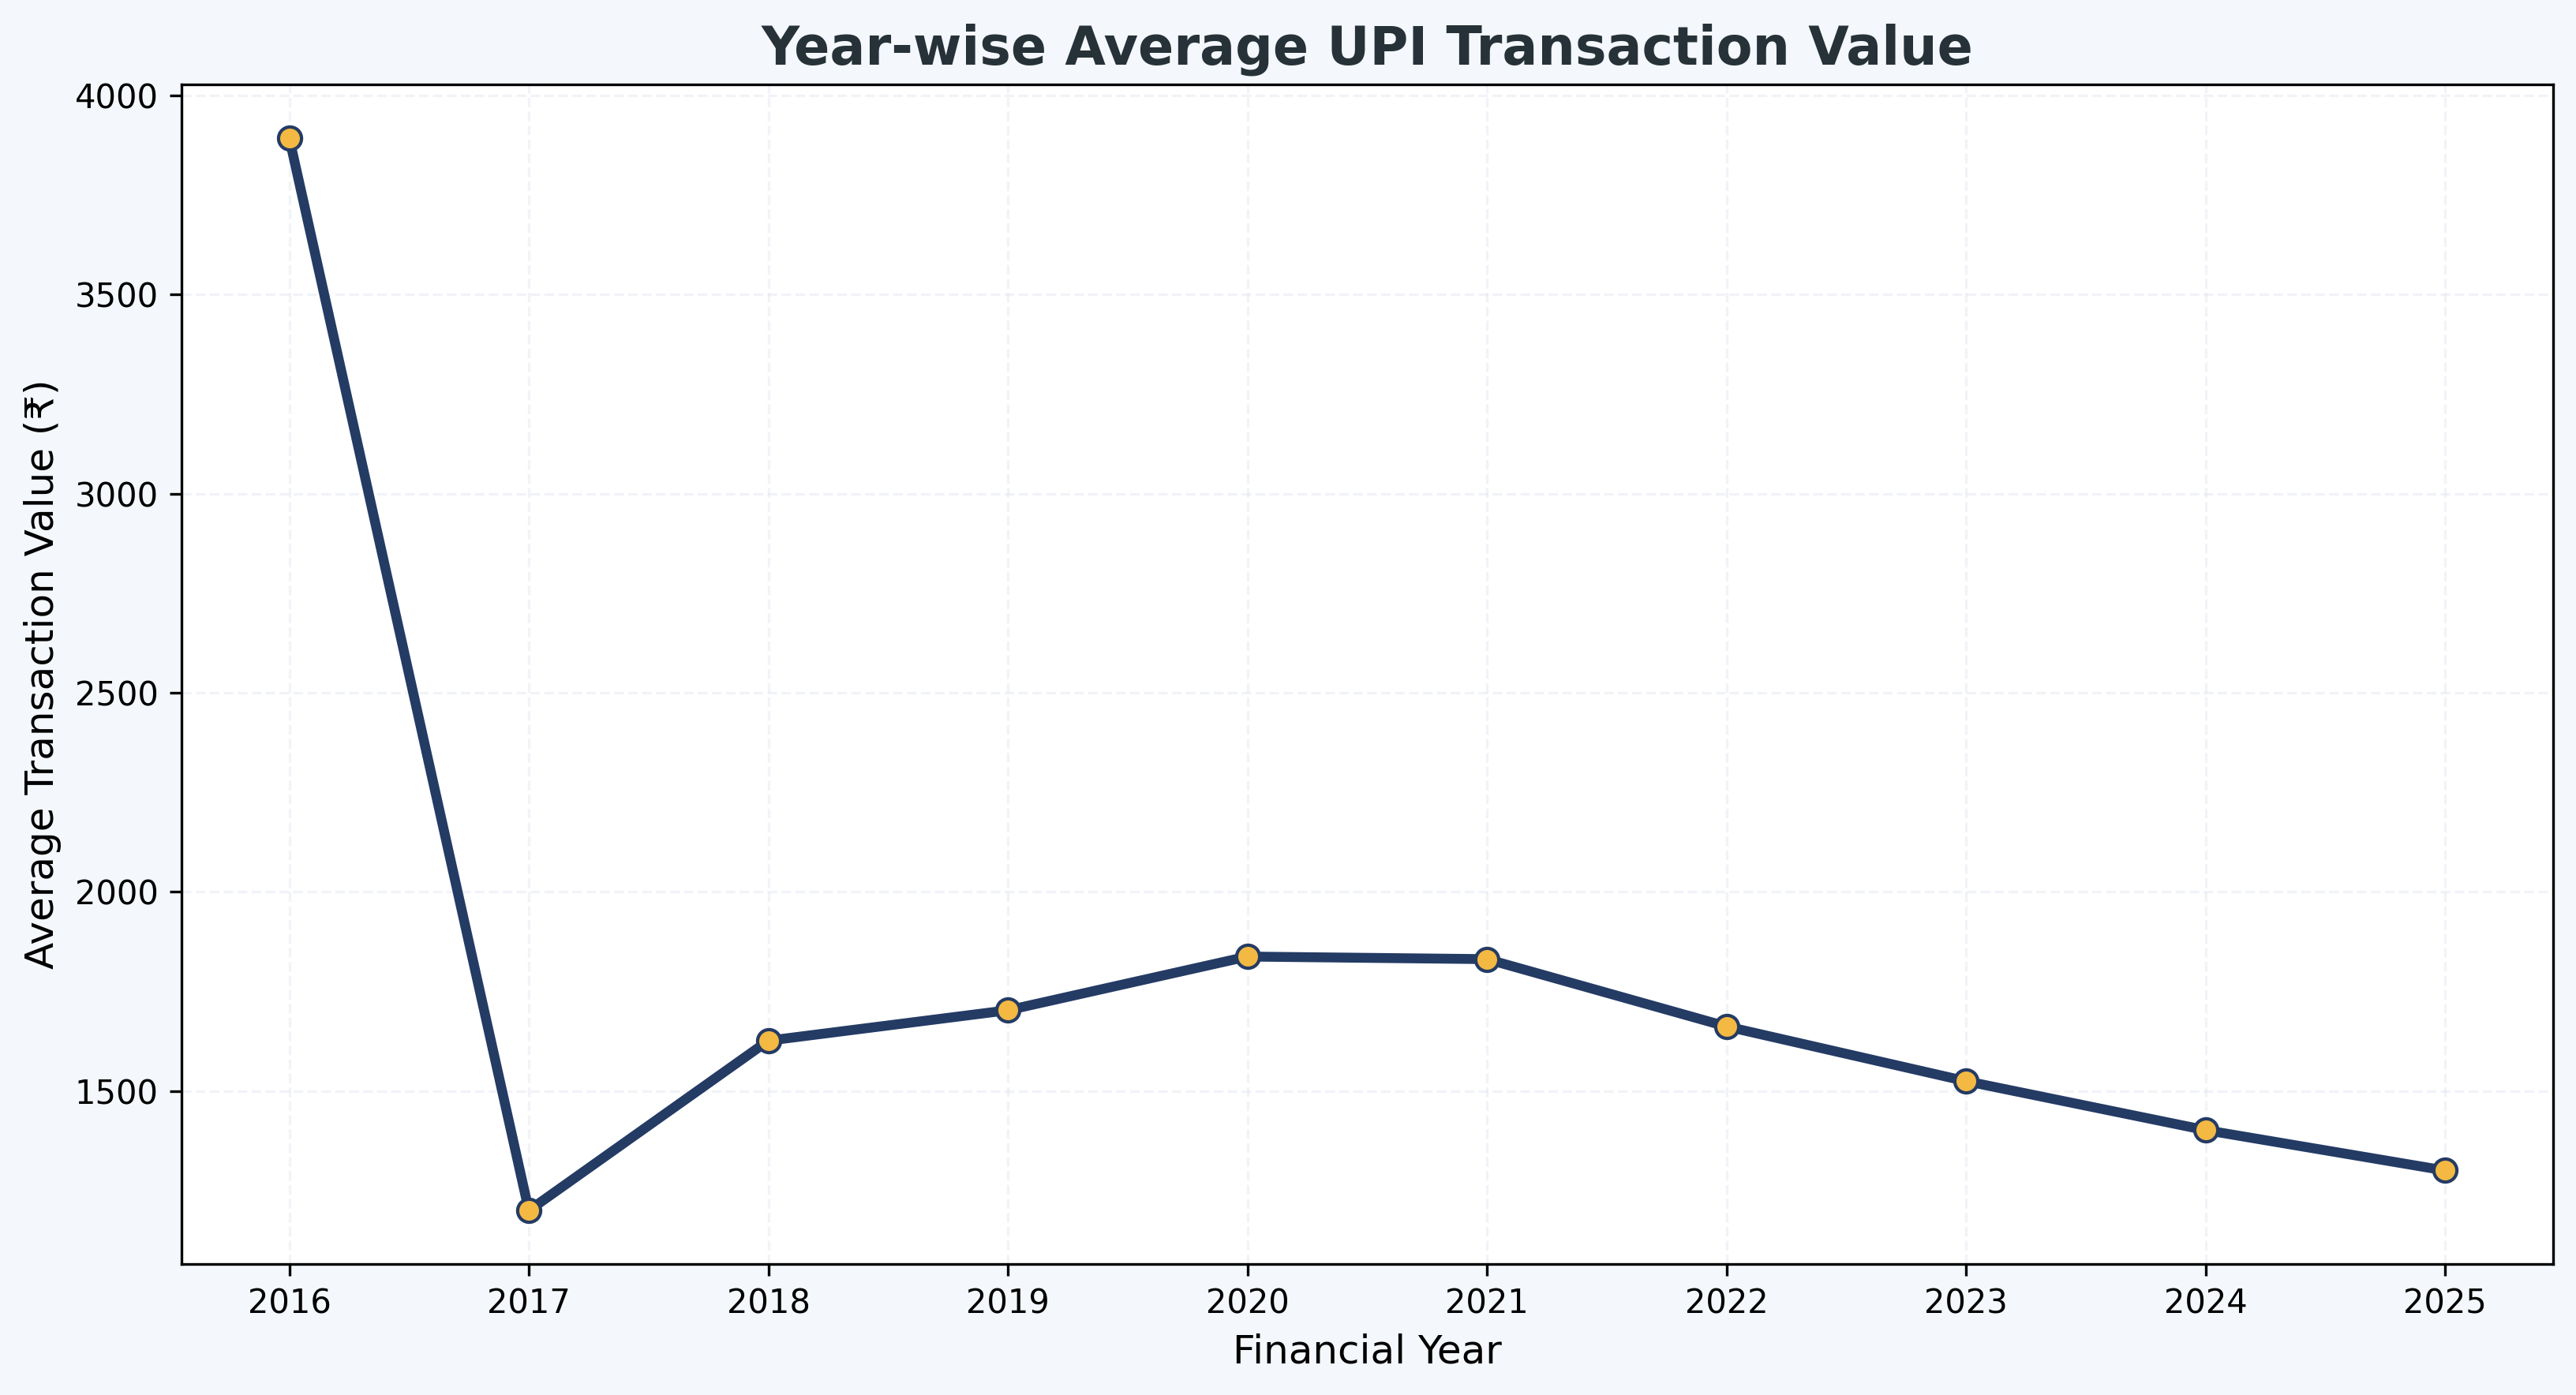 Year-wise Average UPI Transaction Value
Average Transaction Value (₹)
4000
3500
3000
2500
2000
1500
2016 2017 2018 2019 2020 2021 2022 2023 2024 2025
Financial Year